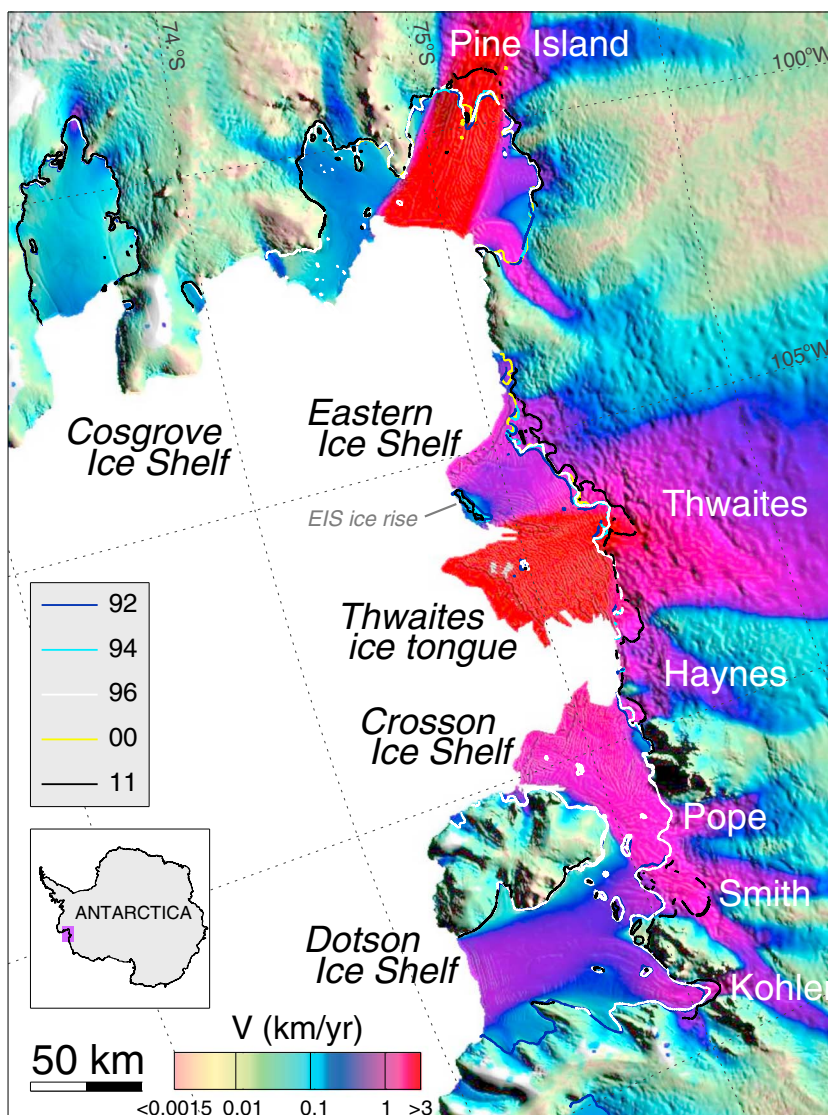 74°S
75°S
Pine Island
100°W
105°W
Cosgrove
Ice Shelf
Eastern
Ice Shelf
EIS ice rise
Thwaites
Thwaites
ice tongue
Haynes
Crosson
Ice Shelf
Pope
Smith
Dotson
Ice Shelf
Kohler
92
94
96
00
11
ANTARCTICA
50 km
V (km/yr)
<0.0015 0.01 0.1 1 >3